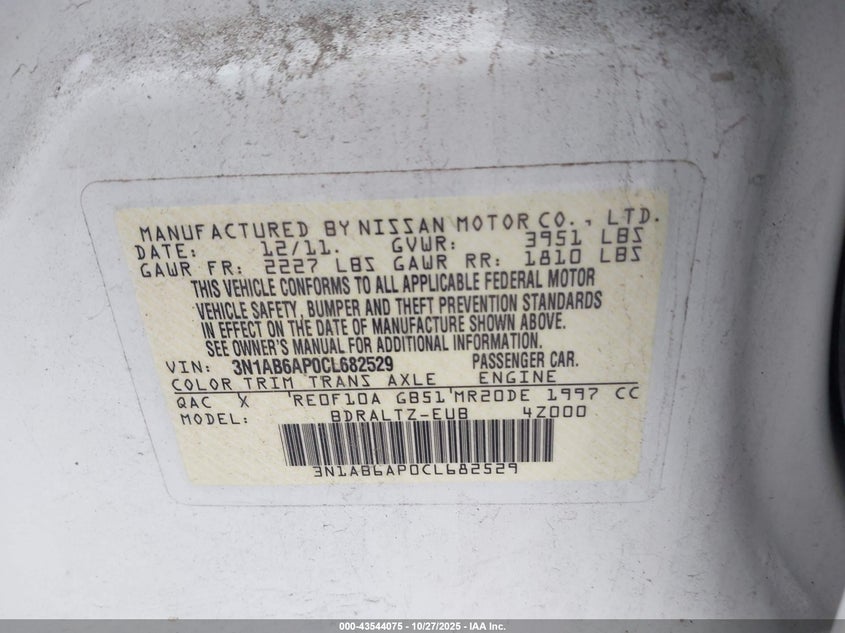 MANUFACTURED BY NISSAN MOTOR CO., LTD.
DATE: 12/11. GVWR: 3951 LBS
GAWR FR: 2227 LBS GAWR RR: 1810 LBS
THIS VEHICLE CONFORMS TO ALL APPLICABLE FEDERAL MOTOR
VEHICLE SAFETY, BUMPER AND THEFT PREVENTION STANDARDS
IN EFFECT ON THE DATE OF MANUFACTURE SHOWN ABOVE.
SEE OWNER'S MANUAL FOR ADDITIONAL INFORMATION.
VIN: 3N1AB6AP0CL682529 PASSENGER CAR.
COLOR TRIM TRANS AXLE ENGINE
QAC X 'RE0F10A GB51'MR20DE 1997 CC
MODEL: BDRALTZ-EUB 4Z000
3N1AB6AP0CL682529
000-43544075 - 10/27/2025 - IAA Inc.